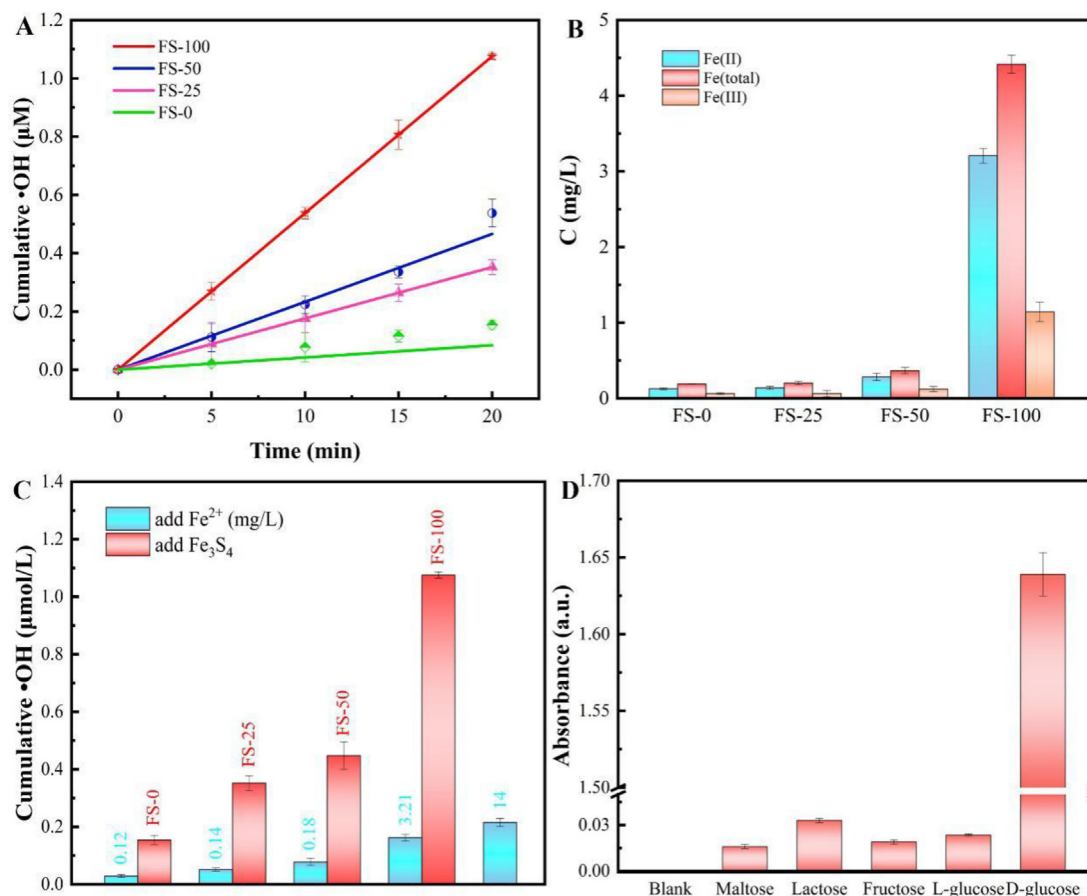 A
FS-100
FS-50
FS-25
FS-0
Cumulative •OH (μM)
1.2
1.0
0.8
0.6
0.4
0.2
0.0
0 5 10 15 20
Time (min)
B
Fe(II)
Fe(total)
Fe(III)
C (mg/L)
5
4
3
2
1
0
FS-0 FS-25 FS-50 FS-100
C
add Fe²⁺ (mg/L)
add Fe₃S₄
Cumulative •OH (μmol/L)
1.4
1.2
1.0
0.8
0.6
0.4
0.2
0.0
0.12
FS-0
0.14
FS-25
0.18
FS-50
3.21
FS-100
14
D
Absorbance (a.u.)
1.70
1.65
1.60
1.55
1.50
0.03
0.00
Blank Maltose Lactose Fructose L-glucose D-glucose